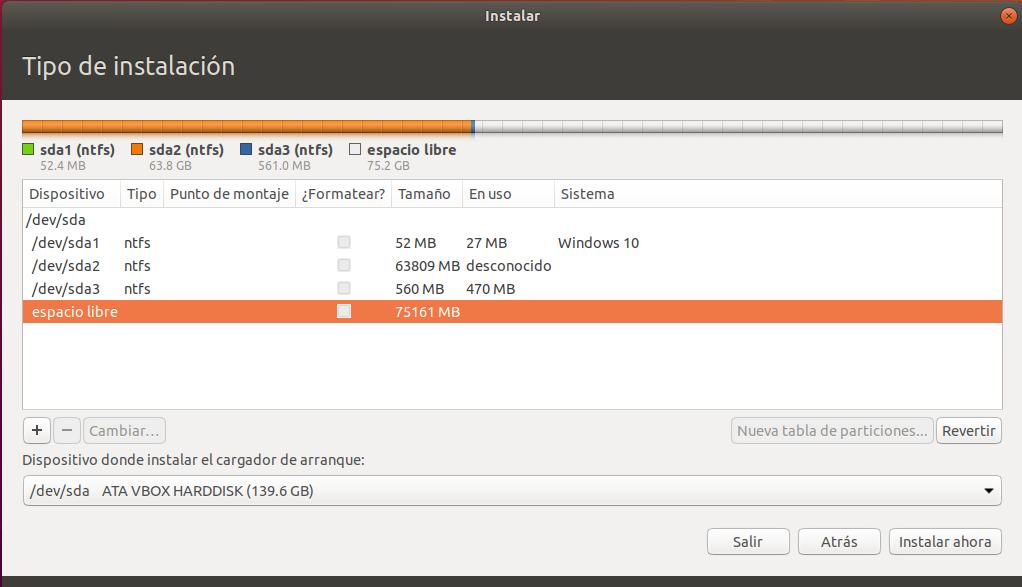 Instalar
Tipo de instalación
sda1 (ntfs) sda2 (ntfs) sda3 (ntfs) espacio libre
52.4 MB 63.8 GB 561.0 MB 75.2 GB
Dispositivo Tipo Punto de montaje ¿Formatear? Tamaño En uso Sistema
/dev/sda
/dev/sda1 ntfs 52 MB 27 MB Windows 10
/dev/sda2 ntfs 63809 MB desconocido
/dev/sda3 ntfs 560 MB 470 MB
espacio libre 75161 MB
+ − Cambiar... Nueva tabla de particiones... Revertir
Dispositivo donde instalar el cargador de arranque:
/dev/sda ATA VBOX HARDDISK (139.6 GB)
Salir Atrás Instalar ahora